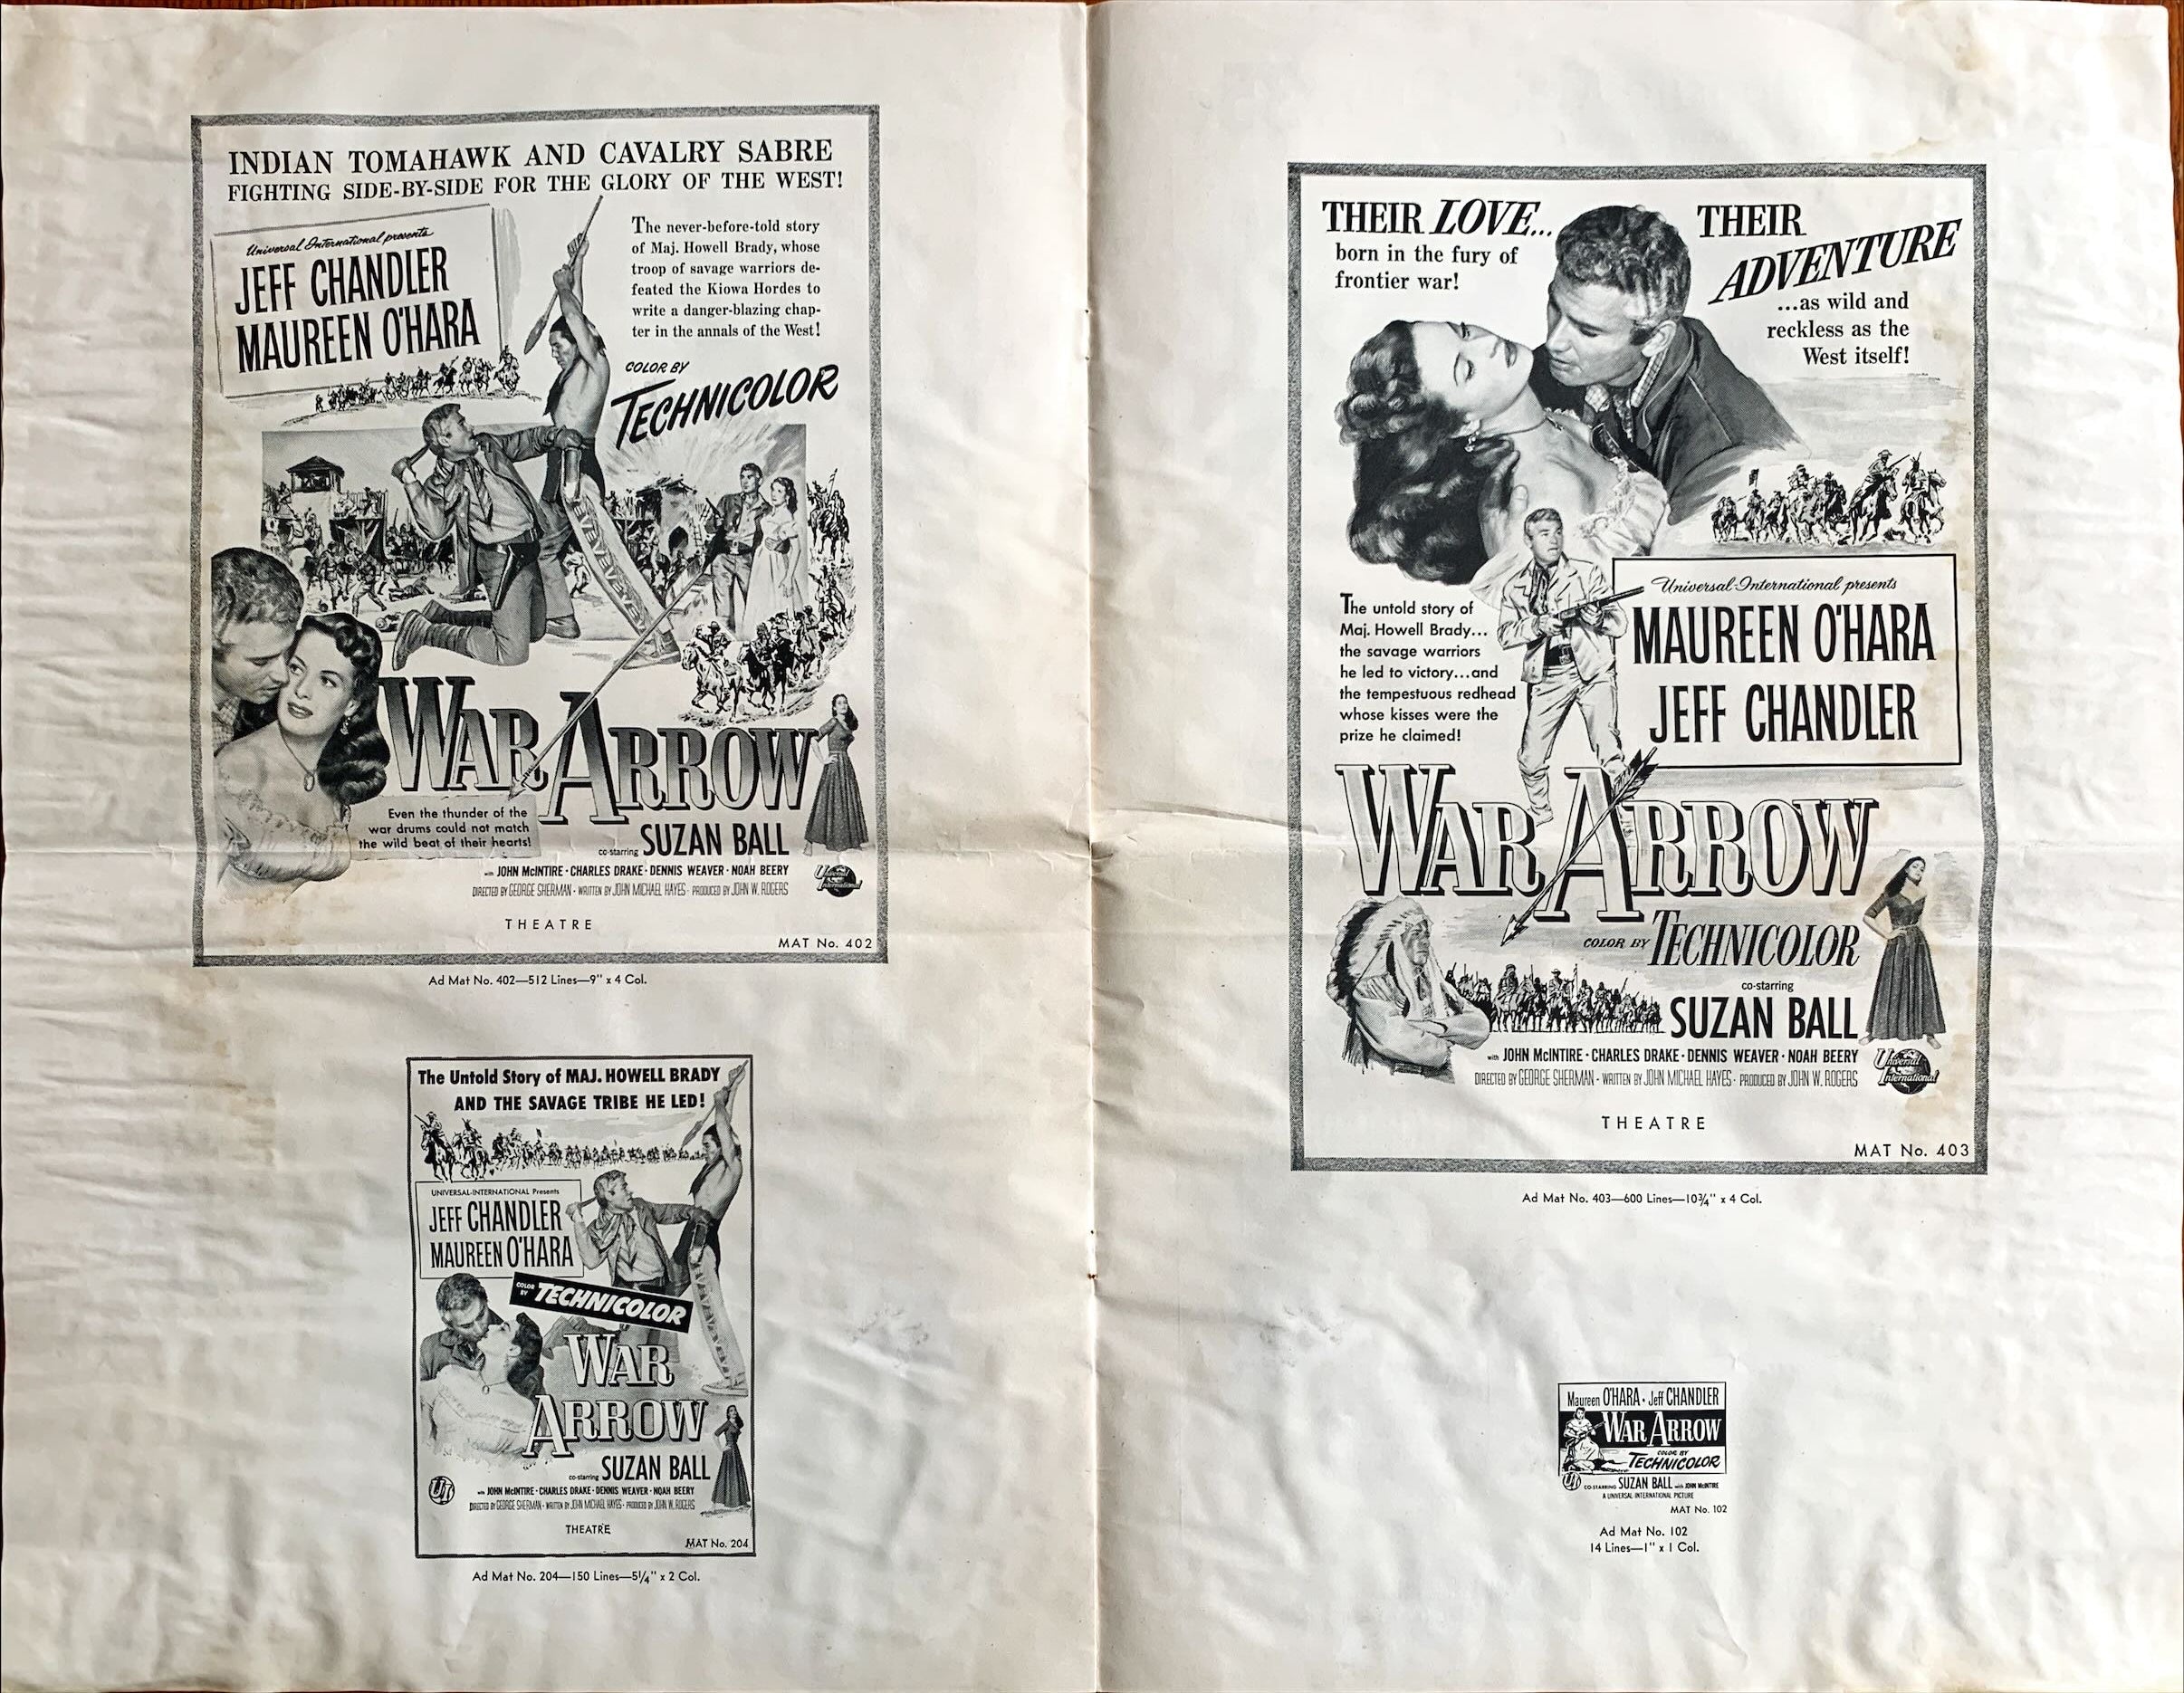 INDIAN TOMAHAWK AND CAVALRY SABRE
FIGHTING SIDE-BY-SIDE FOR THE GLORY OF THE WEST!
Universal International presents
JEFF CHANDLER
MAUREEN O'HARA
The never-before-told story
of Maj. Howell Brady, whose
troop of savage warriors de-
feated the Kiowa Hordes to
write a danger-blazing chap-
ter in the annals of the West!
COLOR BY
TECHNICOLOR
WAR ARROW
Even the thunder of the
war drums could not match
the wild beat of their hearts!
co-starring SUZAN BALL
with JOHN McINTIRE · CHARLES DRAKE · DENNIS WEAVER · NOAH BEERY
DIRECTED BY GEORGE SHERMAN · WRITTEN BY JOHN MICHAEL HAYES · PRODUCED BY JOHN W. ROGERS
Universal
International
THEATRE
MAT No. 402
Ad Mat No. 402—512 Lines—9" x 4 Col.
The Untold Story of MAJ. HOWELL BRADY
AND THE SAVAGE TRIBE HE LED!
UNIVERSAL-INTERNATIONAL Presents
JEFF CHANDLER
MAUREEN O'HARA
COLOR BY TECHNICOLOR
WAR
ARROW
co-starring SUZAN BALL
UI
with JOHN McINTIRE · CHARLES DRAKE · DENNIS WEAVER · NOAH BEERY
DIRECTED BY GEORGE SHERMAN · WRITTEN BY JOHN MICHAEL HAYES · PRODUCED BY JOHN W. ROGERS
THEATRE
MAT No. 204
Ad Mat No. 204—150 Lines—5¼" x 2 Col.
THEIR LOVE...
born in the fury of
frontier war!
THEIR
ADVENTURE
...as wild and
reckless as the
West itself!
The untold story of
Maj. Howell Brady...
the savage warriors
he led to victory...and
the tempestuous redhead
whose kisses were the
prize he claimed!
Universal-International presents
MAUREEN O'HARA
JEFF CHANDLER
WAR ARROW
COLOR BY TECHNICOLOR
co-starring
SUZAN BALL
with JOHN McINTIRE · CHARLES DRAKE · DENNIS WEAVER · NOAH BEERY
DIRECTED BY GEORGE SHERMAN · WRITTEN BY JOHN MICHAEL HAYES · PRODUCED BY JOHN W. ROGERS
Universal
International
THEATRE
MAT No. 403
Ad Mat No. 403—600 Lines—10¾" x 4 Col.
Maureen O'HARA · Jeff CHANDLER
WAR ARROW
COLOR BY
TECHNICOLOR
UI
CO-STARRING SUZAN BALL with JOHN McINTIRE
A UNIVERSAL-INTERNATIONAL PICTURE
MAT No. 102
Ad Mat No. 102
14 Lines—1" x 1 Col.